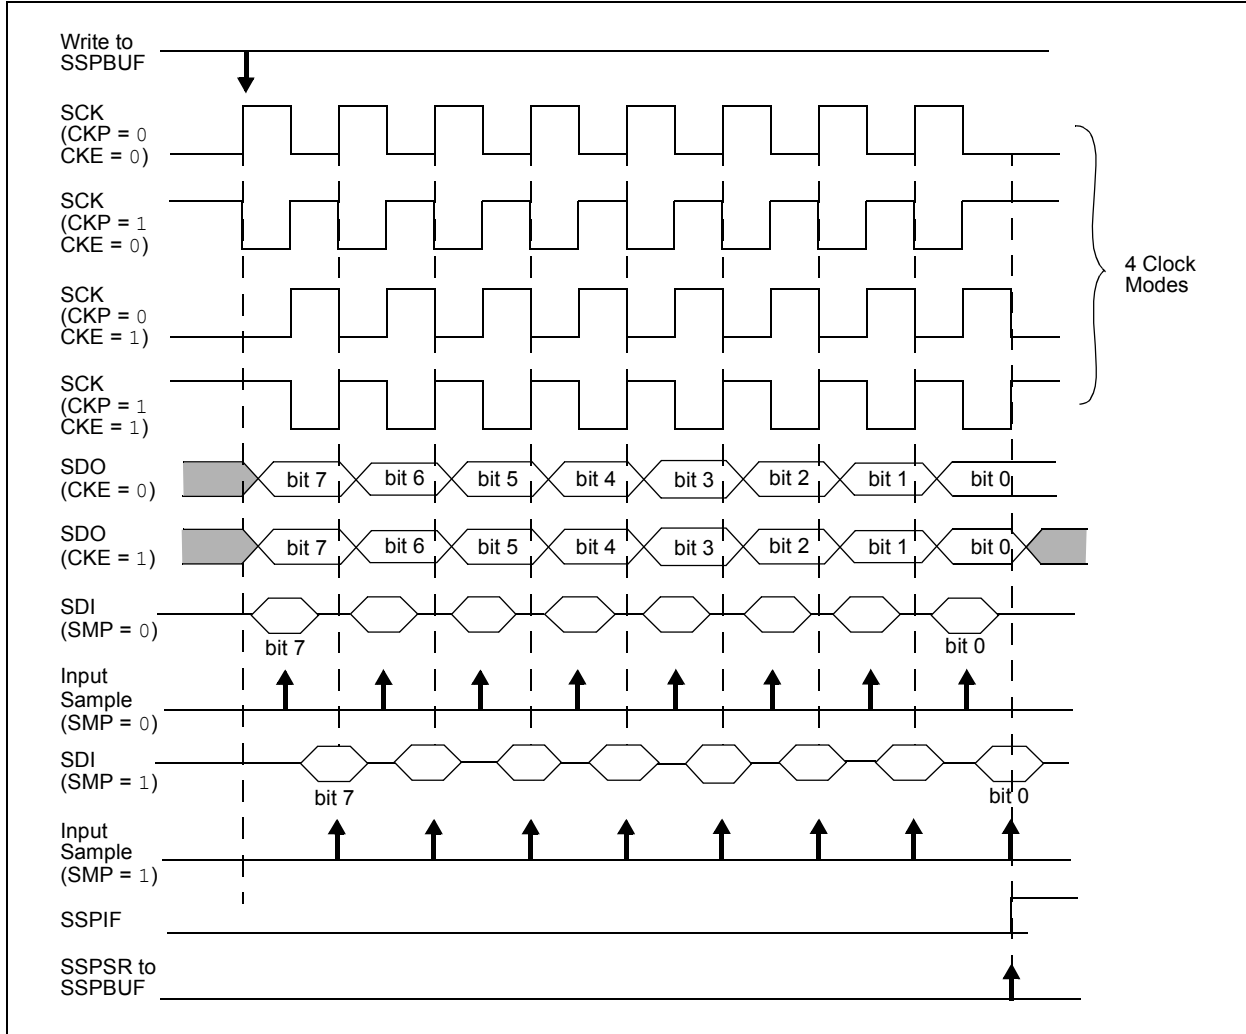 Write to
SSPBUF
SCK
(CKP = 0
CKE = 0)
SCK
(CKP = 1
CKE = 0)
4 Clock
Modes
SCK
(CKP = 0
CKE = 1)
SCK
(CKP = 1
CKE = 1)
SDO
(CKE = 0)
bit 7 bit 6 bit 5 bit 4 bit 3 bit 2 bit 1 bit 0
SDO
(CKE = 1)
bit 7 bit 6 bit 5 bit 4 bit 3 bit 2 bit 1 bit 0
SDI
(SMP = 0)
bit 7 bit 0
Input
Sample
(SMP = 0)
SDI
(SMP = 1)
bit 7 bit 0
Input
Sample
(SMP = 1)
SSPIF
SSPSR to
SSPBUF